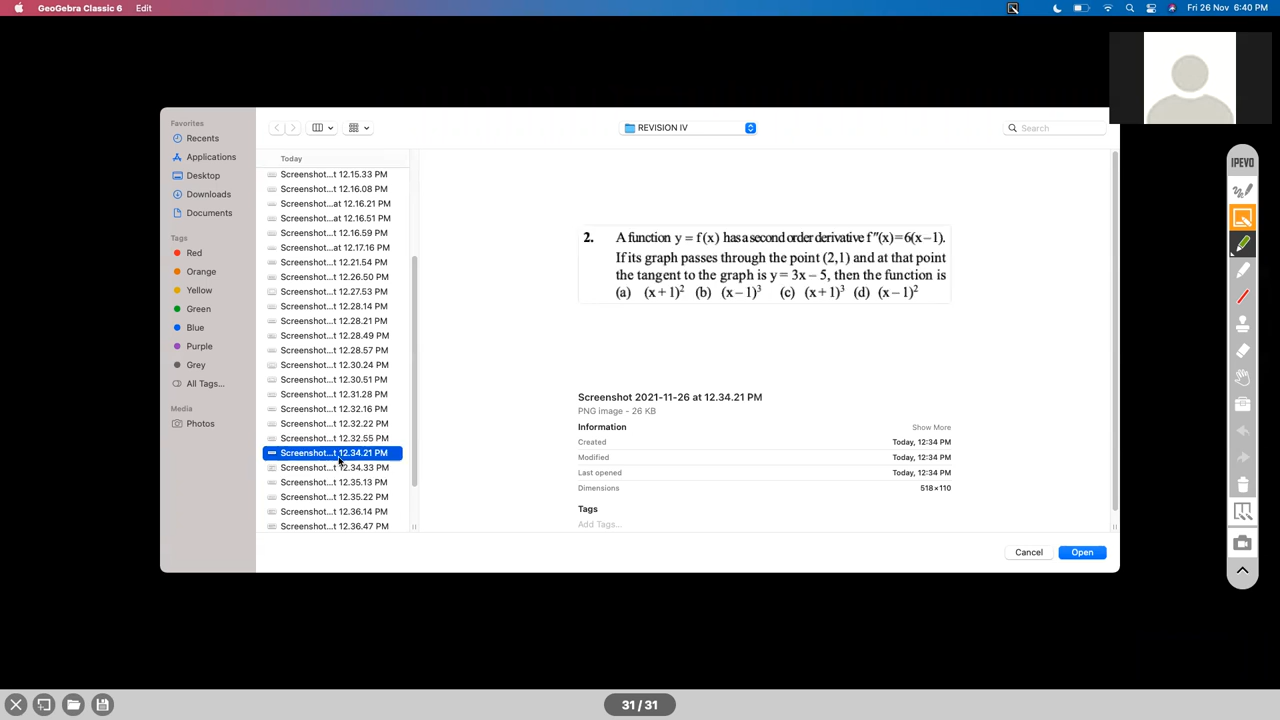 GeoGebra Classic 6 Edit Fri 26 Nov 6:40 PM
Favorites
Recents
Applications
Desktop
Downloads
Documents
Tags
Red
Orange
Yellow
Green
Blue
Purple
Grey
All Tags...
Media
Photos
REVISION IV
Search
Today
Screenshot...t 12.15.33 PM
Screenshot...t 12.16.08 PM
Screenshot...at 12.16.21 PM
Screenshot...at 12.16.51 PM
Screenshot...t 12.16.59 PM
Screenshot...at 12.17.16 PM
Screenshot...t 12.21.54 PM
Screenshot...t 12.26.50 PM
Screenshot...t 12.27.53 PM
Screenshot...t 12.28.14 PM
Screenshot...t 12.28.21 PM
Screenshot...t 12.28.49 PM
Screenshot...t 12.28.57 PM
Screenshot...t 12.30.24 PM
Screenshot...t 12.30.51 PM
Screenshot...t 12.31.28 PM
Screenshot...t 12.32.16 PM
Screenshot...t 12.32.22 PM
Screenshot...t 12.32.55 PM
Screenshot...t 12.34.21 PM
Screenshot...t 12.34.33 PM
Screenshot...t 12.35.13 PM
Screenshot...t 12.35.22 PM
Screenshot...t 12.36.14 PM
Screenshot...t 12.36.47 PM
2. A function y = f(x) has a second order derivative f″(x)=6(x–1).
If its graph passes through the point (2,1) and at that point
the tangent to the graph is y = 3x – 5, then the function is
(a) (x+1)² (b) (x–1)³ (c) (x+1)³ (d) (x–1)²
Screenshot 2021-11-26 at 12.34.21 PM
PNG image - 26 KB
Information Show More
Created Today, 12:34 PM
Modified Today, 12:34 PM
Last opened Today, 12:34 PM
Dimensions 518×110
Tags
Add Tags...
Cancel Open
IPEVO
31 / 31